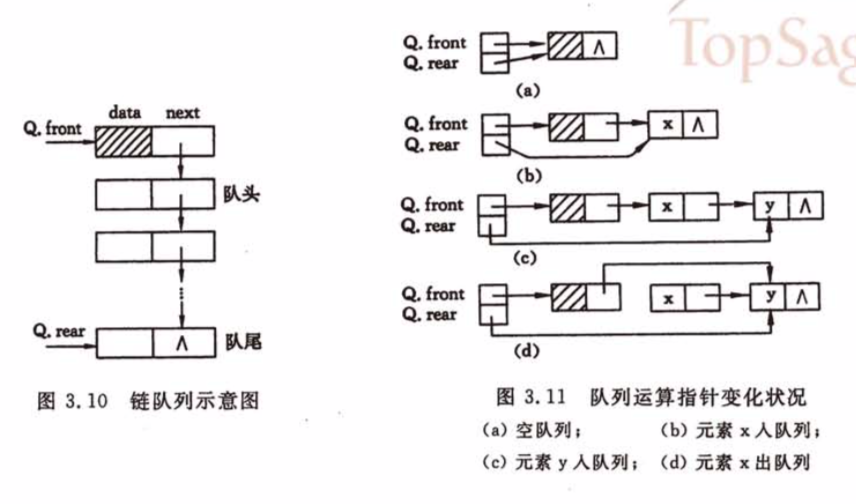 data next
Q. front
队头
Q. rear
∧
队尾
图 3.10 链队列示意图
TopSag
Q. front
Q. rear
∧
(a)
Q. front
Q. rear
x ∧
(b)
Q. front
Q. rear
x y ∧
(c)
Q. front
Q. rear
x y ∧
(d)
图 3.11 队列运算指针变化状况
(a) 空队列； (b) 元素 x 入队列；
(c) 元素 y 入队列； (d) 元素 x 出队列